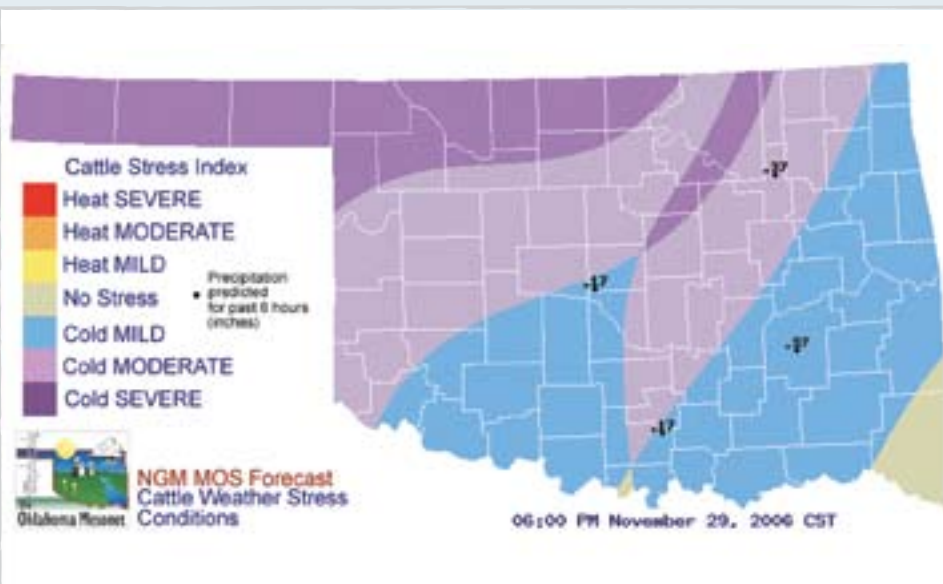 Cattle Stress Index
Heat SEVERE
Heat MODERATE
Heat MILD
No Stress
Cold MILD
Cold MODERATE
Cold SEVERE
Precipitation
predicted
for past 6 hours
(inches)
Oklahoma Mesonet
NGM MOS Forecast
Cattle Weather Stress
Conditions
06:00 PM November 29, 2006 CST